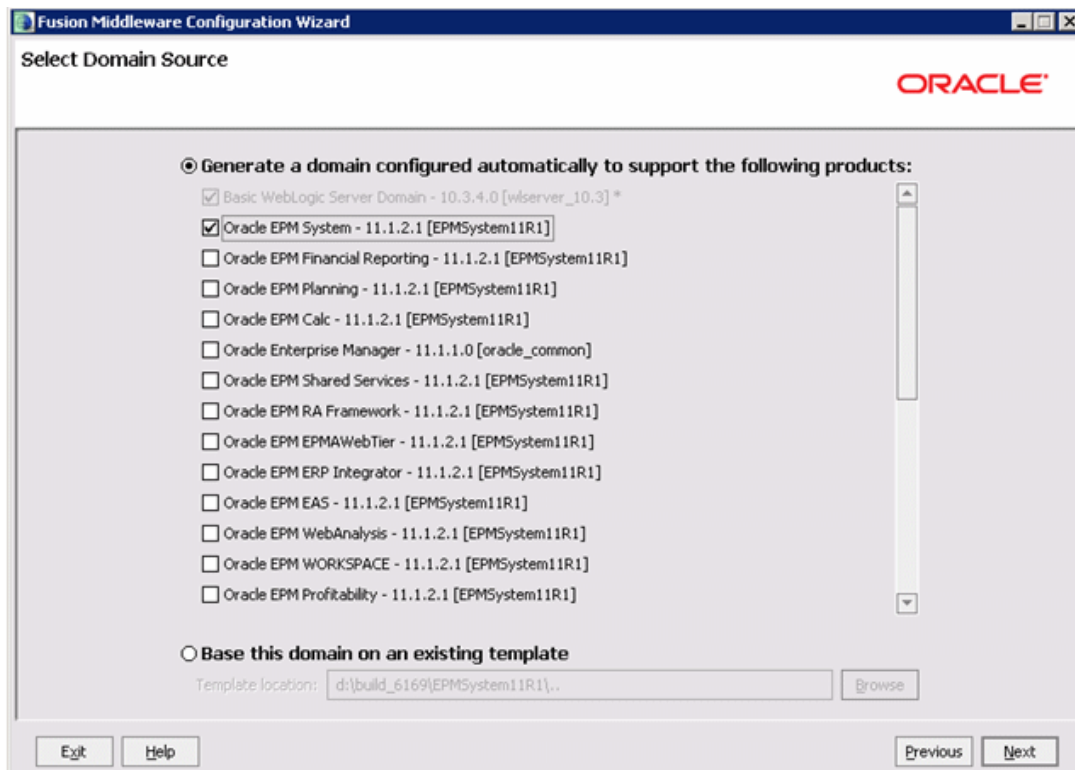 Fusion Middleware Configuration Wizard
Select Domain Source
ORACLE
Generate a domain configured automatically to support the following products:
Basic WebLogic Server Domain - 10.3.4.0 [wlserver_10.3] *
Oracle EPM System - 11.1.2.1 [EPMSystem11R1]
Oracle EPM Financial Reporting - 11.1.2.1 [EPMSystem11R1]
Oracle EPM Planning - 11.1.2.1 [EPMSystem11R1]
Oracle EPM Calc - 11.1.2.1 [EPMSystem11R1]
Oracle Enterprise Manager - 11.1.1.0 [oracle_common]
Oracle EPM Shared Services - 11.1.2.1 [EPMSystem11R1]
Oracle EPM RA Framework - 11.1.2.1 [EPMSystem11R1]
Oracle EPM EPMAWebTier - 11.1.2.1 [EPMSystem11R1]
Oracle EPM ERP Integrator - 11.1.2.1 [EPMSystem11R1]
Oracle EPM EAS - 11.1.2.1 [EPMSystem11R1]
Oracle EPM WebAnalysis - 11.1.2.1 [EPMSystem11R1]
Oracle EPM WORKSPACE - 11.1.2.1 [EPMSystem11R1]
Oracle EPM Profitability - 11.1.2.1 [EPMSystem11R1]
Base this domain on an existing template
Template location: d:\build_6169\EPMSystem11R1\.. Browse
Exit Help Previous Next